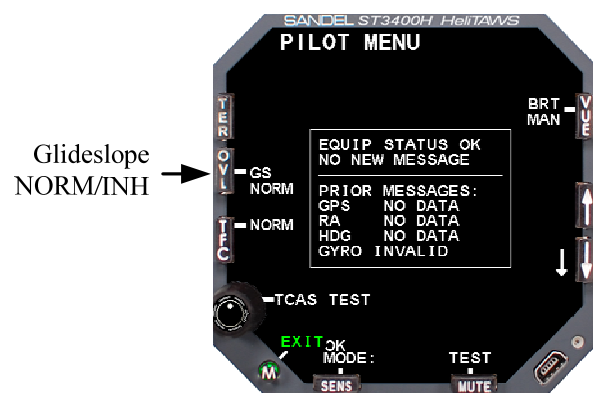 SANDEL ST3400H HeliTAWS
PILOT MENU
TER
BRT
MAN
VUE
Glideslope
NORM/INH
OVL
GS
NORM
EQUIP STATUS OK
NO NEW MESSAGE
PRIOR MESSAGES:
GPS NO DATA
RA NO DATA
HDG NO DATA
GYRO INVALID
TFC
NORM
TCAS TEST
EXIT
OK
MODE:
TEST
M
SENS
MUTE